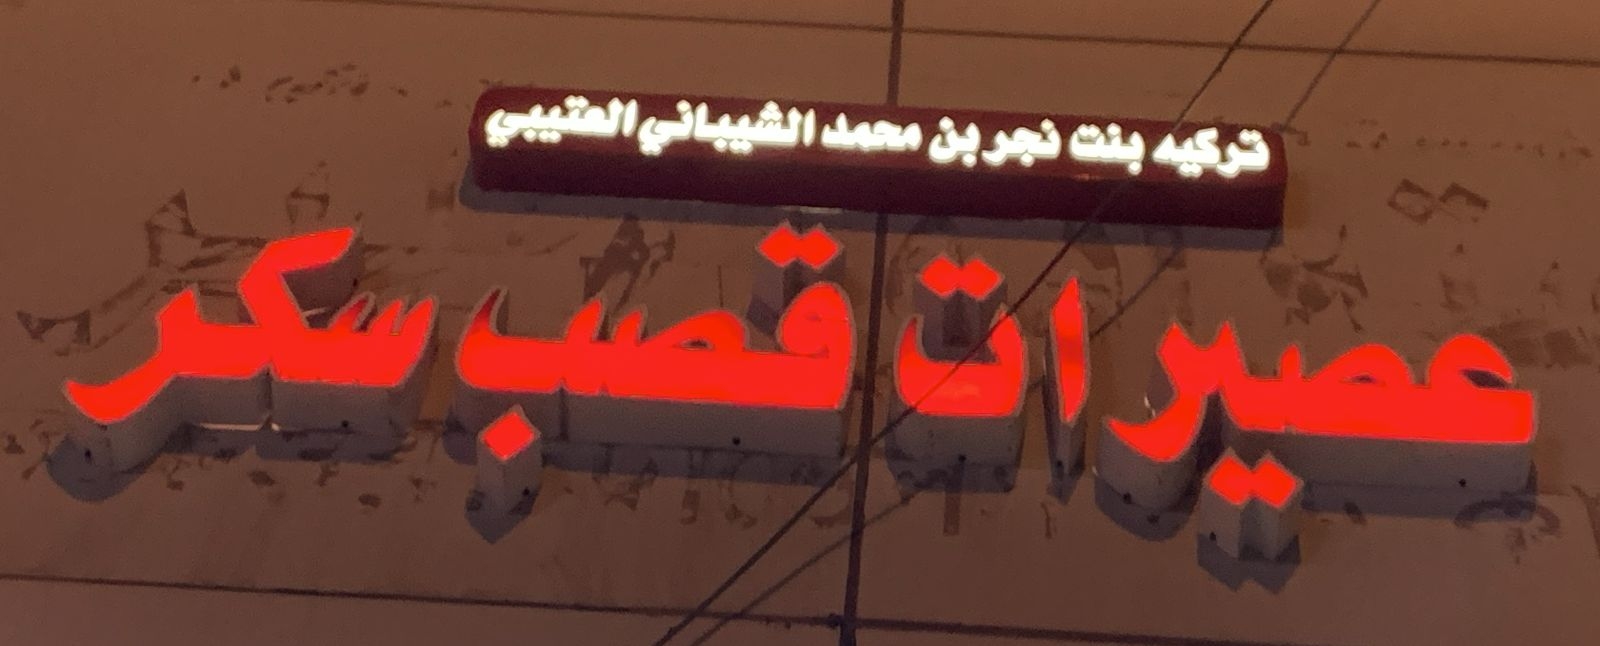 تركيه بنت نجر بن محمد الشيباني العتيبي
عصيرات قصب سكر